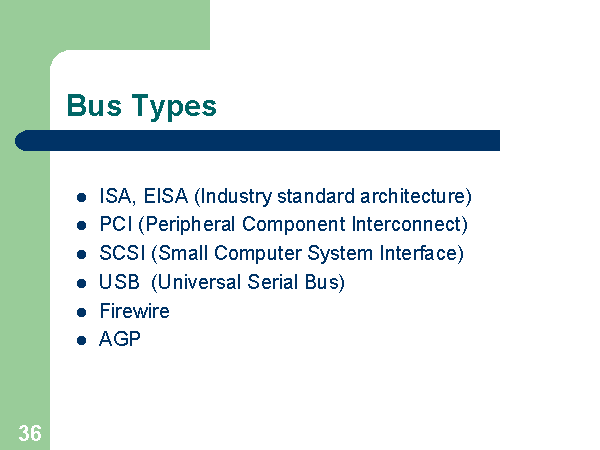 Bus Types
ISA, EISA (Industry standard architecture)
PCI (Peripheral Component Interconnect)
SCSI (Small Computer System Interface)
USB  (Universal Serial Bus)
Firewire
AGP
36